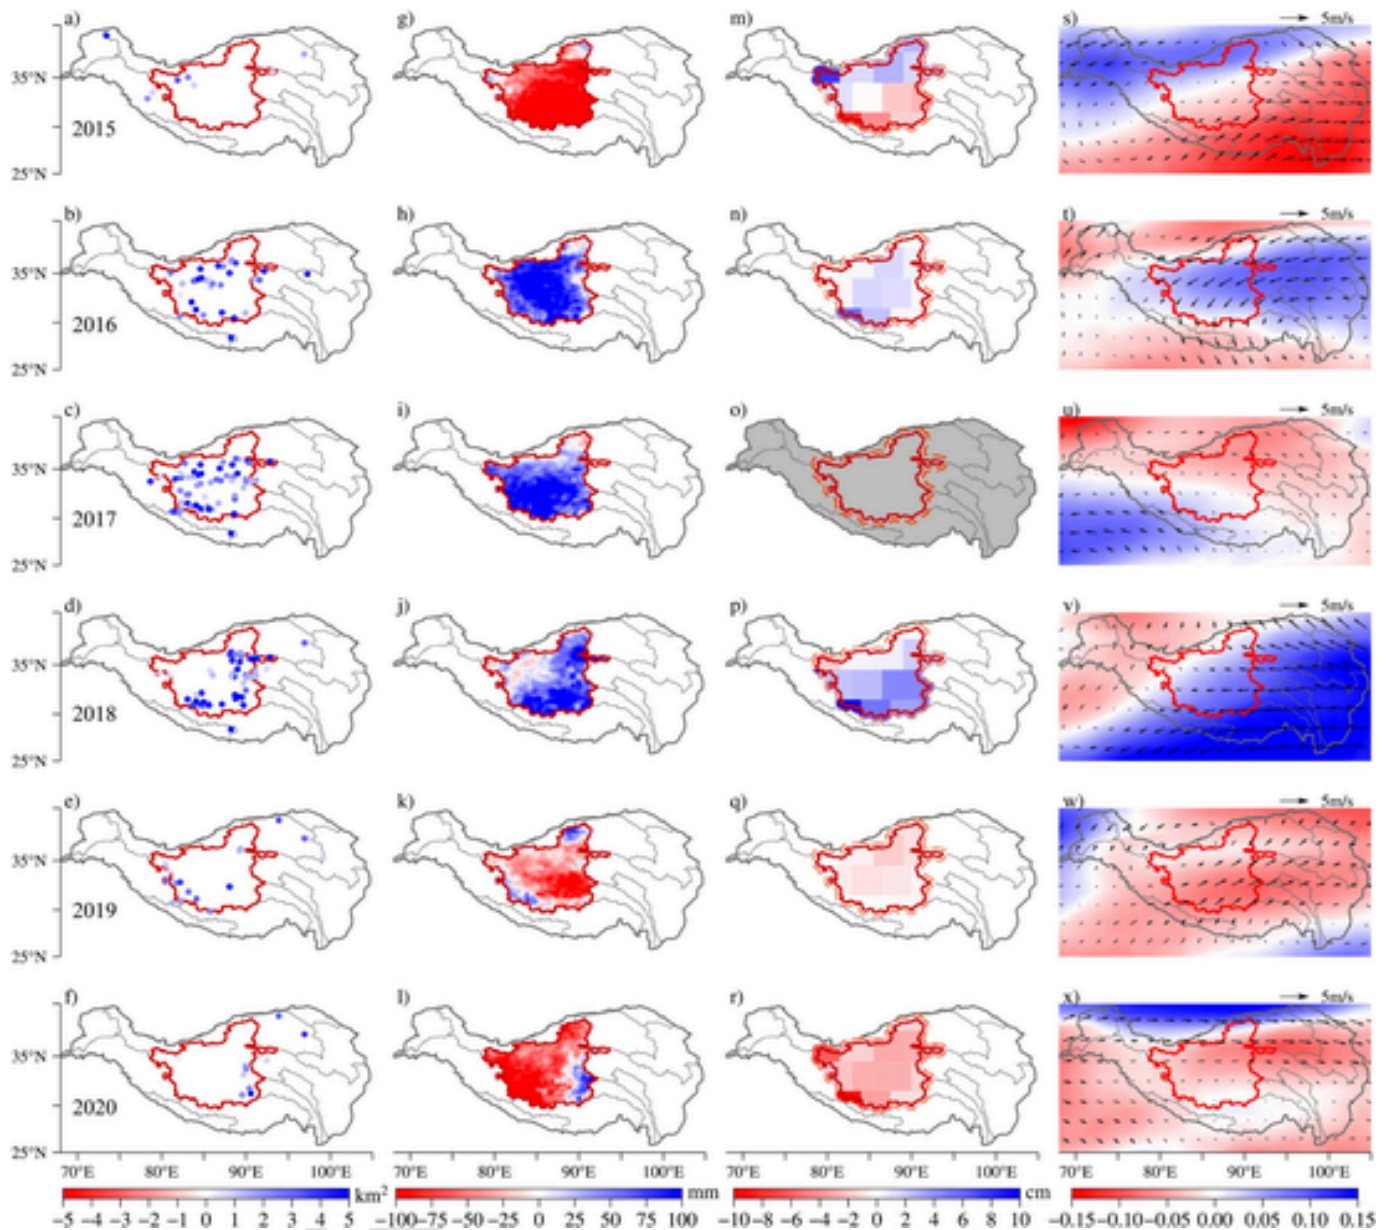 a) g) m) s) 5m/s
35°N
2015
25°N
b) h) n) t) 5m/s
35°N
2016
25°N
c) i) o) u) 5m/s
35°N
2017
25°N
d) j) p) v) 5m/s
35°N
2018
25°N
e) k) q) w) 5m/s
35°N
2019
25°N
f) l) r) x) 5m/s
35°N
2020
25°N
70°E 80°E 90°E 100°E 70°E 80°E 90°E 100°E 70°E 80°E 90°E 100°E 70°E 80°E 90°E 100°E
km² mm cm
−5 −4 −3 −2 −1 0 1 2 3 4 5 −100 −75 −50 −25 0 25 50 75 100 −10 −8 −6 −4 −2 0 2 4 6 8 10 −0.15 −0.10 −0.05 0.00 0.05 0.10 0.15